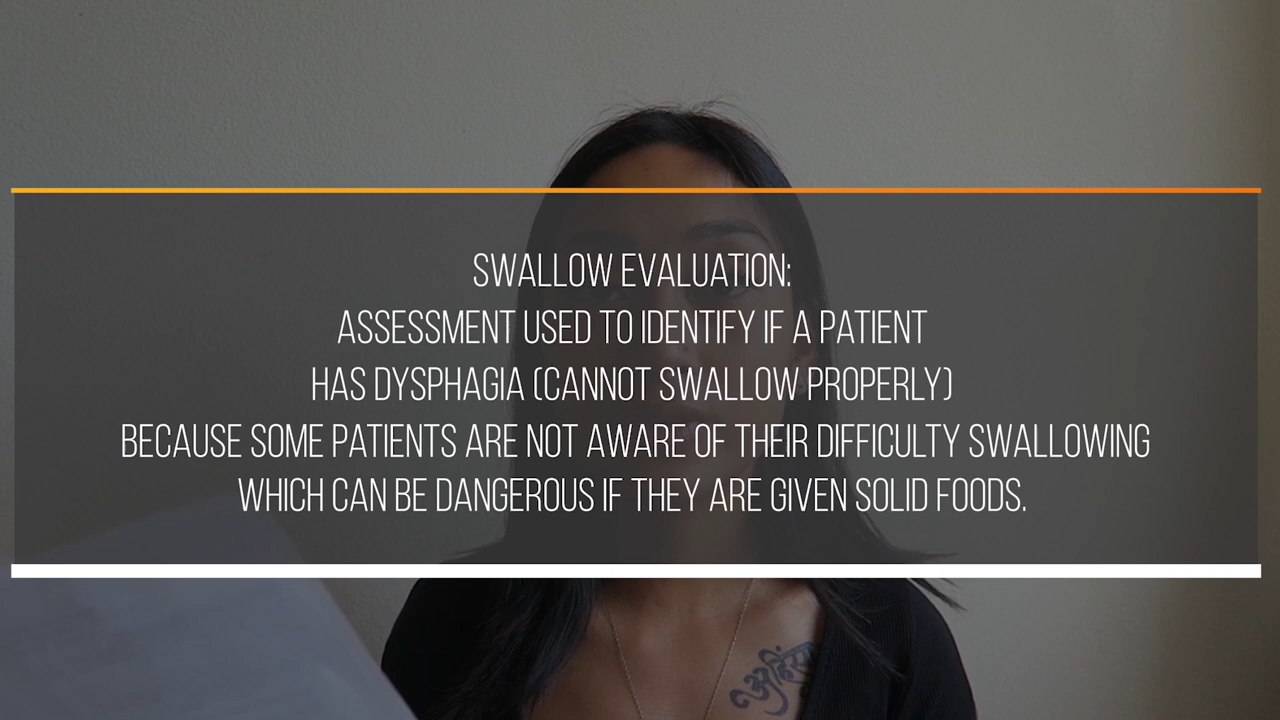 SWALLOW EVALUATION:
ASSESSMENT USED TO IDENTIFY IF A PATIENT
HAS DYSPHAGIA (CANNOT SWALLOW PROPERLY)
BECAUSE SOME PATIENTS ARE NOT AWARE OF THEIR DIFFICULTY SWALLOWING
WHICH CAN BE DANGEROUS IF THEY ARE GIVEN SOLID FOODS.
अहिंसा